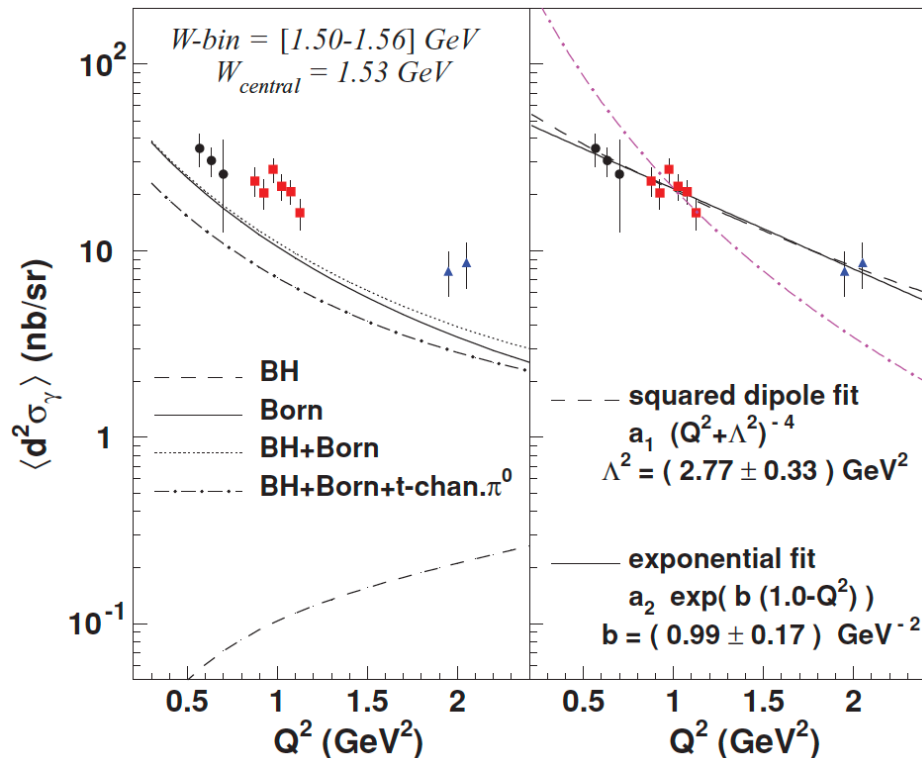 W-bin = [1.50-1.56] GeV
W_central = 1.53 GeV
10²
10
1
10⁻¹
⟨d²σ_γ⟩ (nb/sr)
BH
Born
BH+Born
BH+Born+t-chan.π⁰
0.5 1 1.5 2
Q² (GeV²)
squared dipole fit
a₁ (Q²+Λ²)⁻⁴
Λ² = ( 2.77 ± 0.33 ) GeV²
exponential fit
a₂ exp( b (1.0-Q²) )
b = ( 0.99 ± 0.17 ) GeV⁻²
0.5 1 1.5 2
Q² (GeV²)